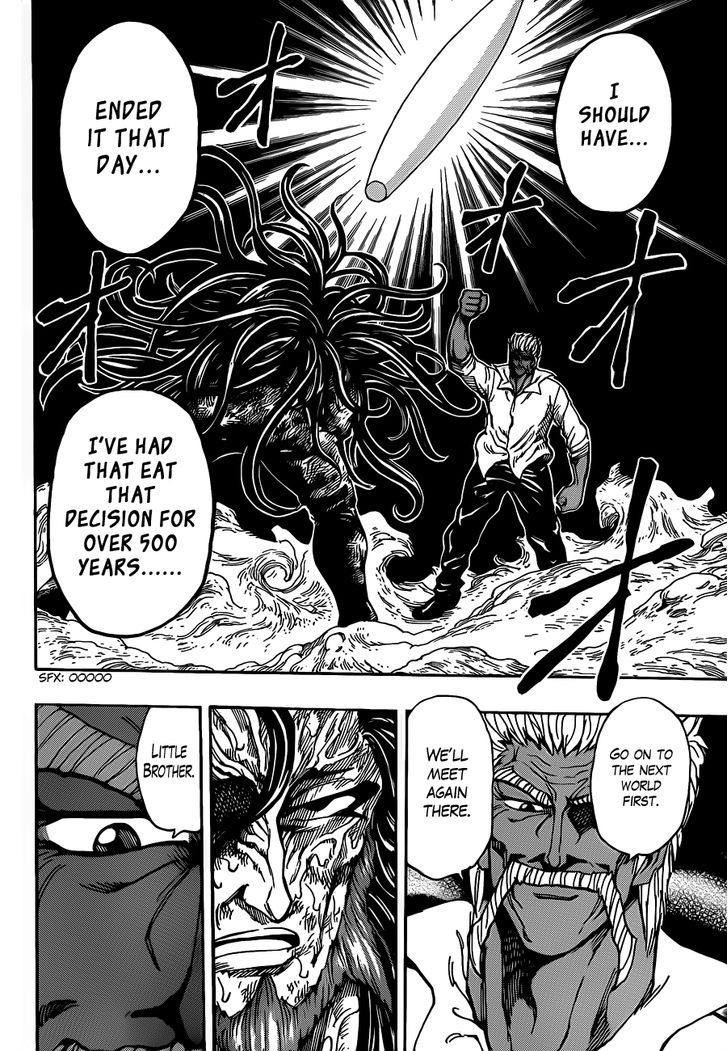 I
SHOULD
HAVE...
ENDED
IT THAT
DAY...
オ
オ
オ
オ
オ
I'VE HAD
THAT EAT
THAT
DECISION FOR
OVER 500
YEARS......
SFX: OOOOO
GO ON TO
THE NEXT
WORLD
FIRST.
WE'LL
MEET
AGAIN
THERE.
LITTLE
BROTHER.